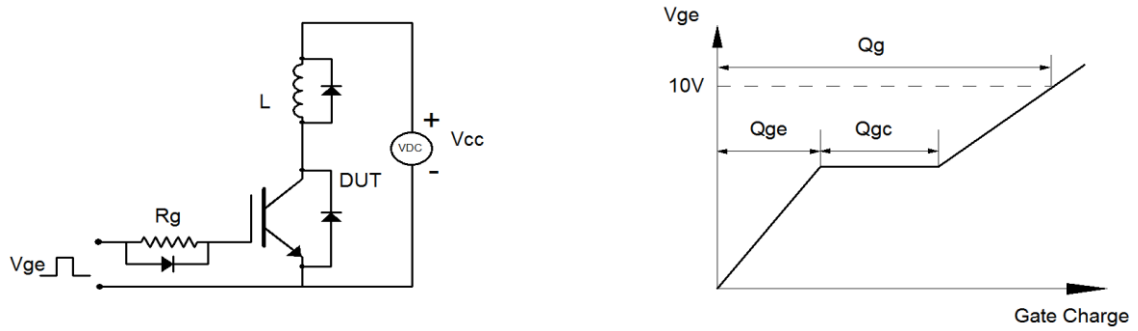 L
+
VDC
Vcc
-
DUT
Rg
Vge
Vge
Qg
10V
Qge
Qgc
Gate Charge